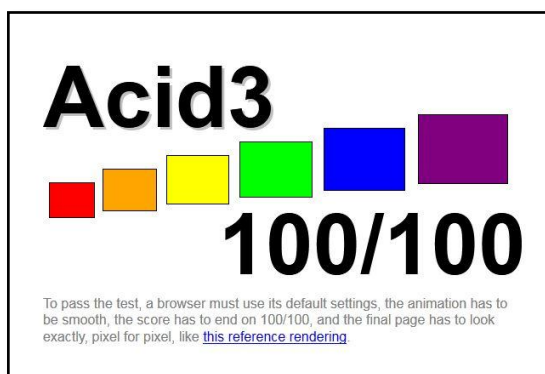 Acid3
100/100
To pass the test, a browser must use its default settings, the animation has to
be smooth, the score has to end on 100/100, and the final page has to look
exactly, pixel for pixel, like this reference rendering.